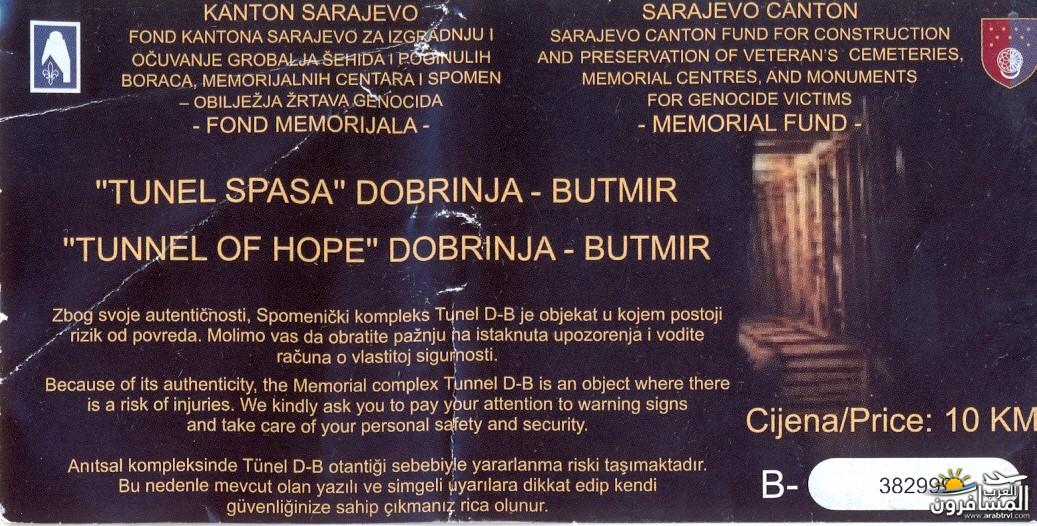 KANTON SARAJEVO
FOND KANTONA SARAJEVO ZA IZGRADNJU I
OČUVANJE GROBALJA ŠEHIDA I POGINULIH
BORACA, MEMORIJALNIH CENTARA I SPOMEN
– OBILJEŽJA ŽRTAVA GENOCIDA
- FOND MEMORIJALA -
SARAJEVO CANTON
SARAJEVO CANTON FUND FOR CONSTRUCTION
AND PRESERVATION OF VETERAN'S CEMETERIES,
MEMORIAL CENTRES, AND MONUMENTS
FOR GENOCIDE VICTIMS
- MEMORIAL FUND -
"TUNEL SPASA" DOBRINJA - BUTMIR
"TUNNEL OF HOPE" DOBRINJA - BUTMIR
Zbog svoje autentičnosti, Spomenički kompleks Tunel D-B je objekat u kojem postoji
rizik od povreda. Molimo vas da obratite pažnju na istaknuta upozorenja i vodite
računa o vlastitoj sigurnosti.
Because of its authenticity, the Memorial complex Tunnel D-B is an object where there
is a risk of injuries. We kindly ask you to pay your attention to warning signs
and take care of your personal safety and security.
Anıtsal kompleksinde Tünel D-B otantiği sebebiyle yararlanma riski taşımaktadır.
Bu nedenle mevcut olan yazılı ve simgeli uyarılara dikkat edip kendi
güvenliğinize sahip çıkmanız rica olunur.
Cijena/Price: 10 KM
B-
المسافرون العرب
www.arabtrvl.com